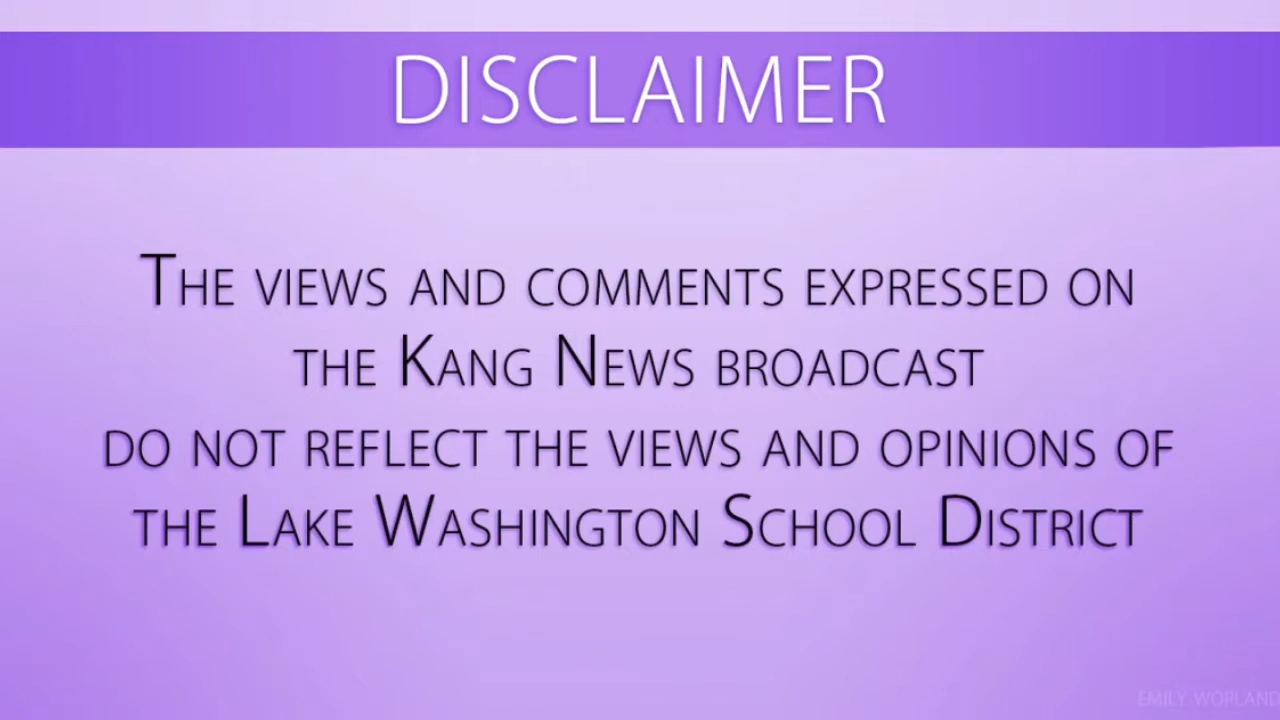 DISCLAIMER
THE VIEWS AND COMMENTS EXPRESSED ON
THE KANG NEWS BROADCAST
DO NOT REFLECT THE VIEWS AND OPINIONS OF
THE LAKE WASHINGTON SCHOOL DISTRICT
EMILY WORLAND